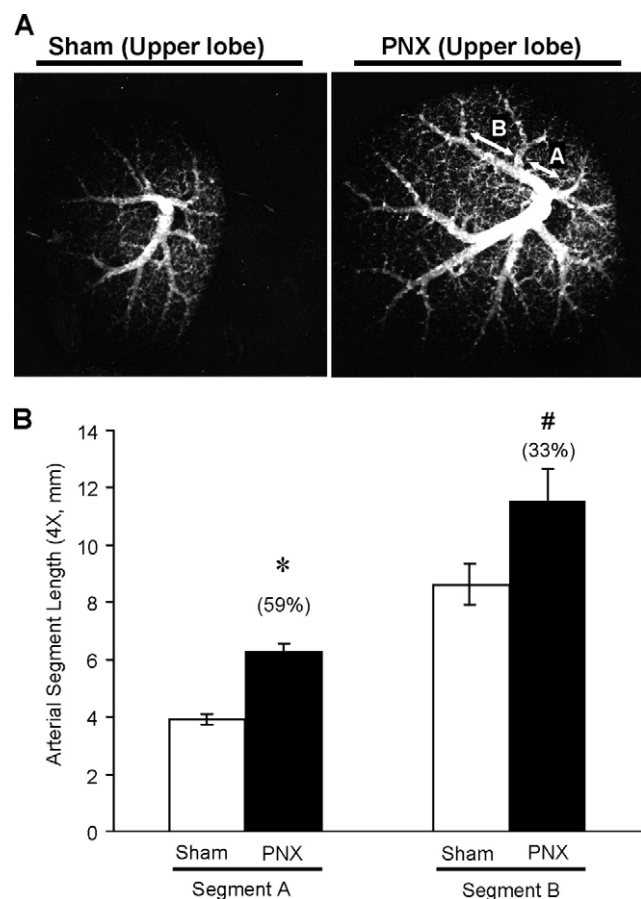 A
Sham (Upper lobe) PNX (Upper lobe)
B
A
B
Arterial Segment Length (4X, mm)
14
12
10
8
6
4
2
0
*
(59%)
#
(33%)
Sham PNX Sham PNX
Segment A Segment B